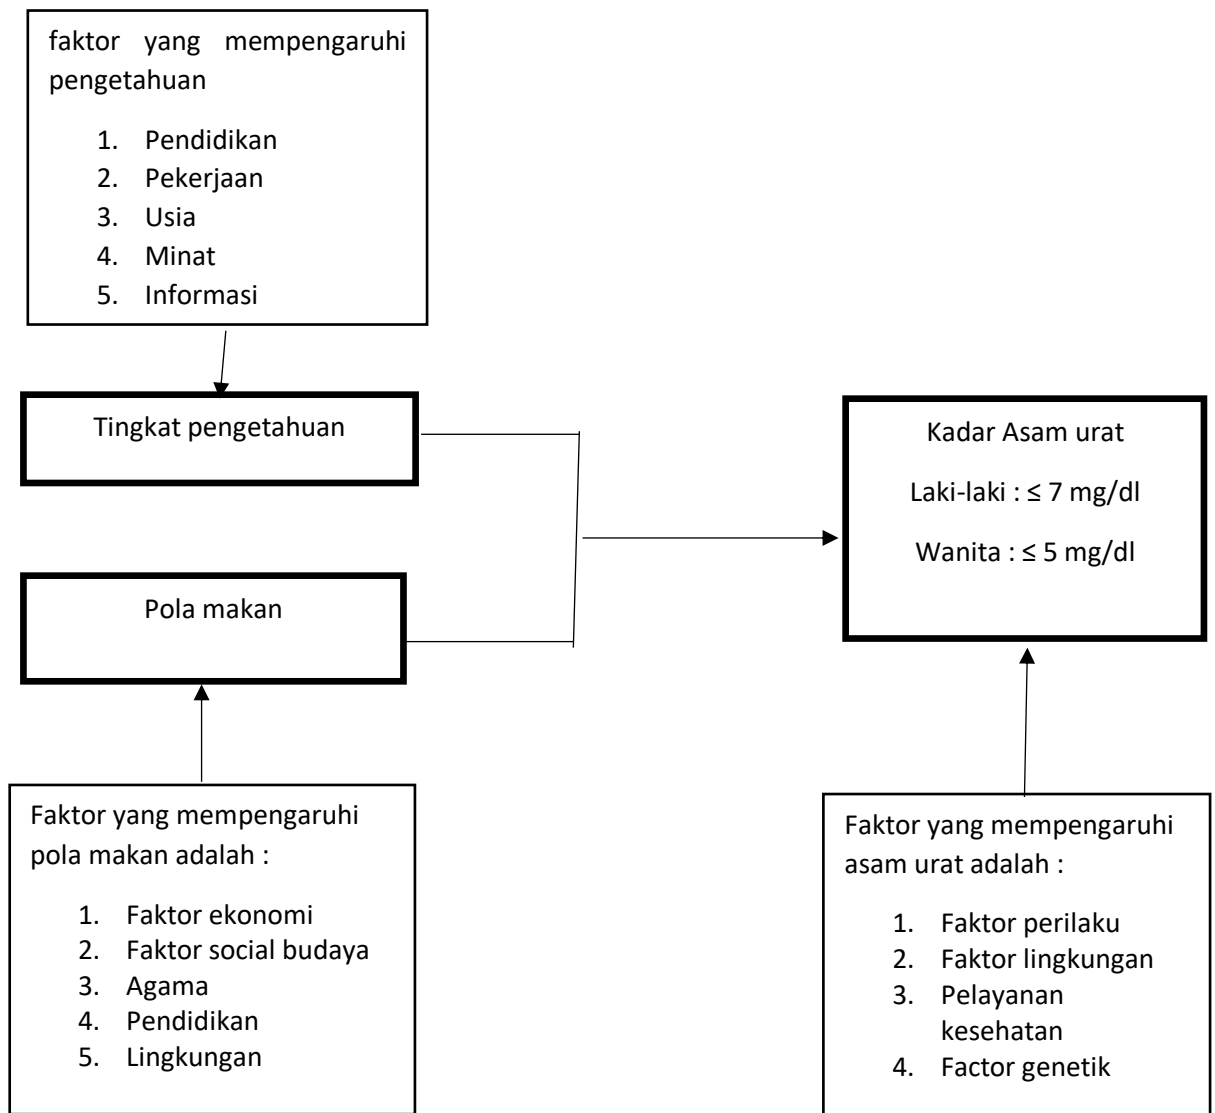 faktor yang mempengaruhi
pengetahuan
1. Pendidikan
2. Pekerjaan
3. Usia
4. Minat
5. Informasi
Tingkat pengetahuan
Pola makan
Kadar Asam urat
Laki-laki : ≤ 7 mg/dl
Wanita : ≤ 5 mg/dl
Faktor yang mempengaruhi
pola makan adalah :
1. Faktor ekonomi
2. Faktor social budaya
3. Agama
4. Pendidikan
5. Lingkungan
Faktor yang mempengaruhi
asam urat adalah :
1. Faktor perilaku
2. Faktor lingkungan
3. Pelayanan
kesehatan
4. Factor genetik